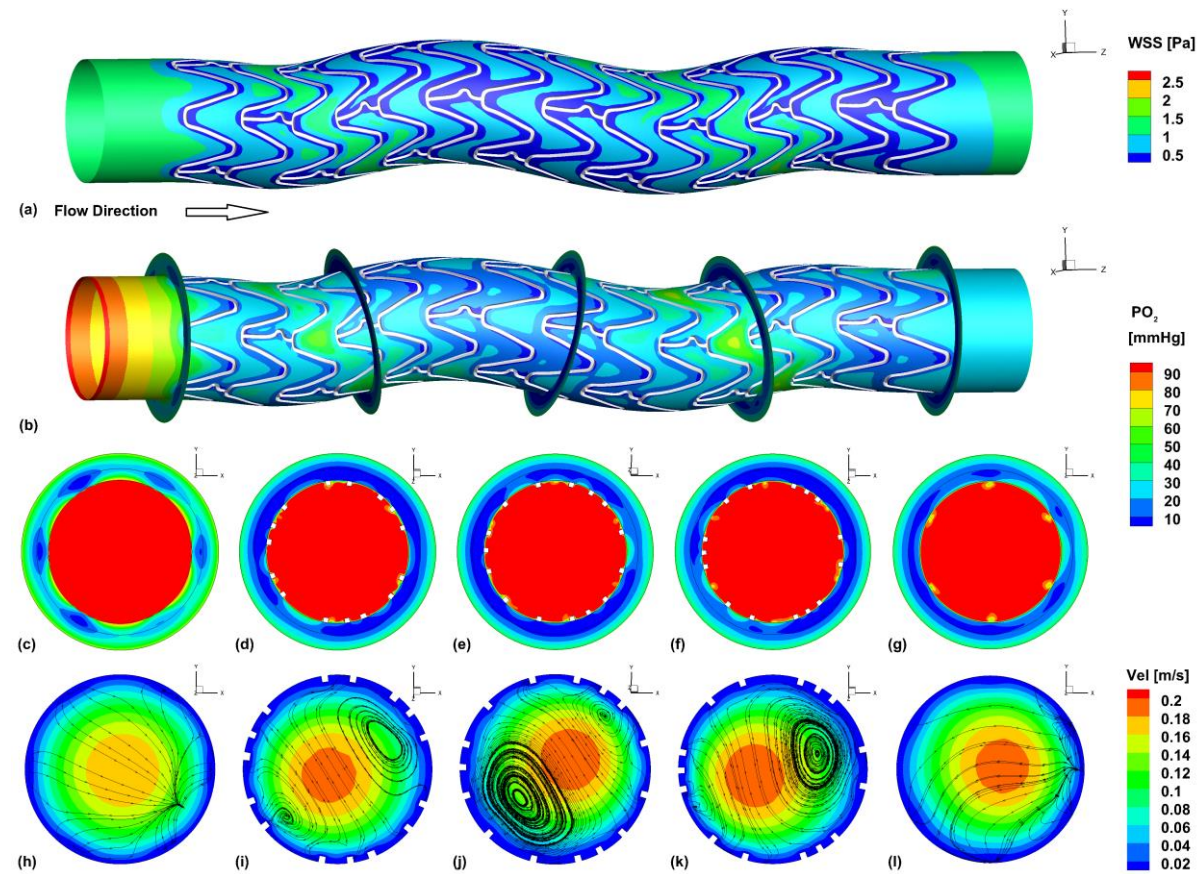 Y
X
Z
WSS [Pa]
2.5
2
1.5
1
0.5
(a) Flow Direction
Y
X
Z
PO₂
[mmHg]
90
80
70
60
50
40
30
20
10
(b)
Y
X
Y
X
Y
X
Y
X
Y
X
(c)
(d)
(e)
(f)
(g)
Vel [m/s]
0.2
0.18
0.16
0.14
0.12
0.1
0.08
0.06
0.04
0.02
Y
X
Y
X
Y
X
Y
X
Y
X
(h)
(i)
(j)
(k)
(l)